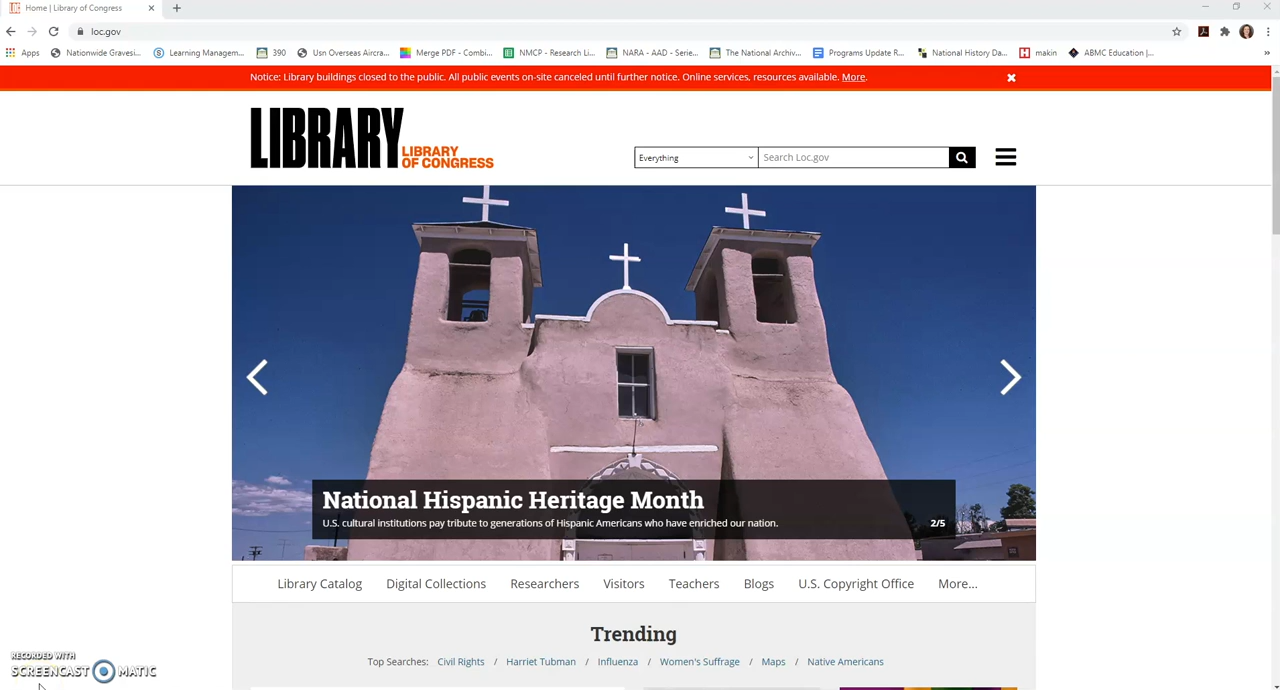 Home | Library of Congress
loc.gov
Apps
Nationwide Gravesi...
Learning Managem...
390
Usn Overseas Aircra...
Merge PDF - Combi...
NMCP - Research Li...
NARA - AAD - Serie...
The National Archiv...
Programs Update R...
National History Da...
makin
ABMC Education |...
Notice: Library buildings closed to the public. All public events on-site canceled until further notice. Online services, resources available. More.
LIBRARY
LIBRARY
OF CONGRESS
Everything
Search Loc.gov
National Hispanic Heritage Month
U.S. cultural institutions pay tribute to generations of Hispanic Americans who have enriched our nation.
2/5
Library Catalog
Digital Collections
Researchers
Visitors
Teachers
Blogs
U.S. Copyright Office
More...
Trending
Top Searches: Civil Rights / Harriet Tubman / Influenza / Women's Suffrage / Maps / Native Americans
RECORDED WITH
SCREENCAST MATIC